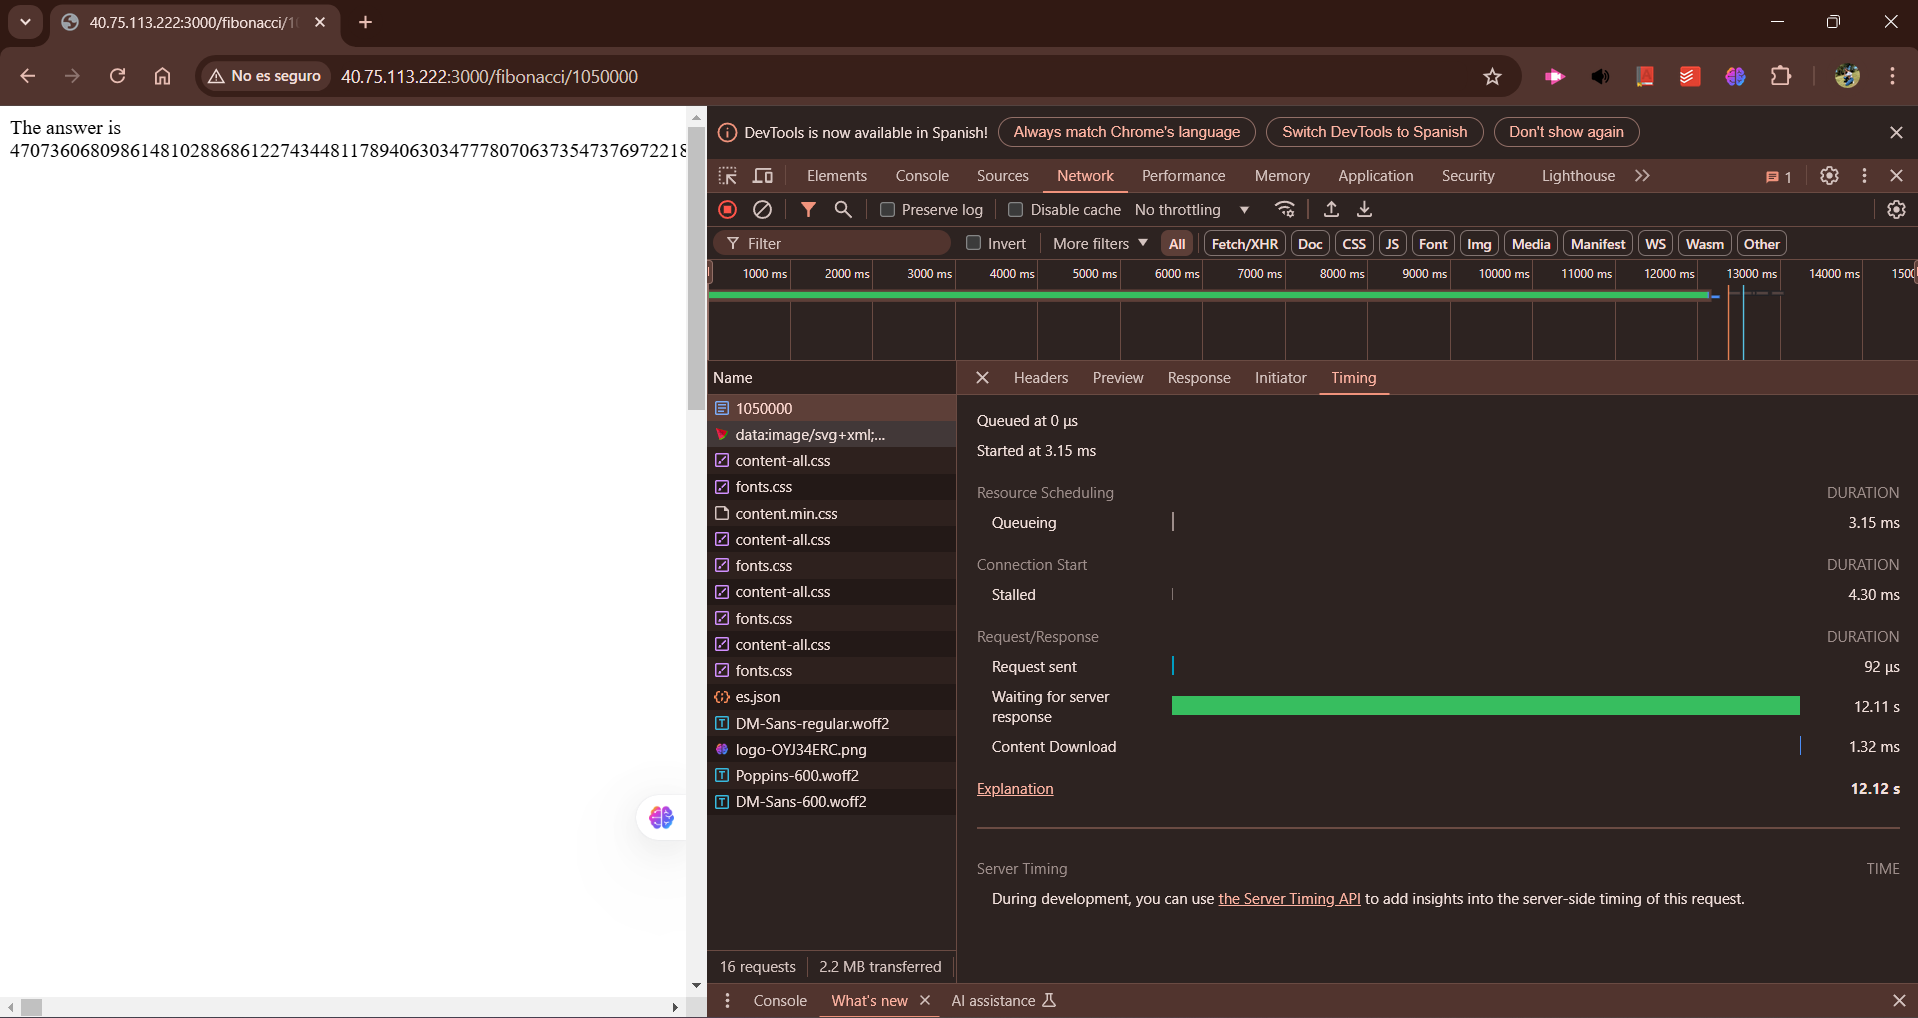 40.75.113.222:3000/fibonacci/10
No es seguro
40.75.113.222:3000/fibonacci/1050000
The answer is
DevTools is now available in Spanish!
Always match Chrome's language
Switch DevTools to Spanish
Don't show again
Elements
Console
Sources
Network
Performance
Memory
Application
Security
Lighthouse
1
Preserve log
Disable cache
No throttling
Filter
Invert
More filters
All
Fetch/XHR
Doc
CSS
JS
Font
Img
Media
Manifest
WS
Wasm
Other
1000 ms
2000 ms
3000 ms
4000 ms
5000 ms
6000 ms
7000 ms
8000 ms
9000 ms
10000 ms
11000 ms
12000 ms
13000 ms
14000 ms
Name
1050000
data:image/svg+xml;...
content-all.css
fonts.css
content.min.css
content-all.css
fonts.css
content-all.css
fonts.css
content-all.css
fonts.css
es.json
DM-Sans-regular.woff2
logo-OYJ34ERC.png
Poppins-600.woff2
DM-Sans-600.woff2
16 requests
2.2 MB transferred
Headers
Preview
Response
Initiator
Timing
Queued at 0 μs
Started at 3.15 ms
Resource Scheduling DURATION
Queueing 3.15 ms
Connection Start DURATION
Stalled 4.30 ms
Request/Response DURATION
Request sent 92 μs
Waiting for server
response 12.11 s
Content Download 1.32 ms
Explanation 12.12 s
Server Timing TIME
During development, you can use the Server Timing API to add insights into the server-side timing of this request.
Console
What's new
AI assistance